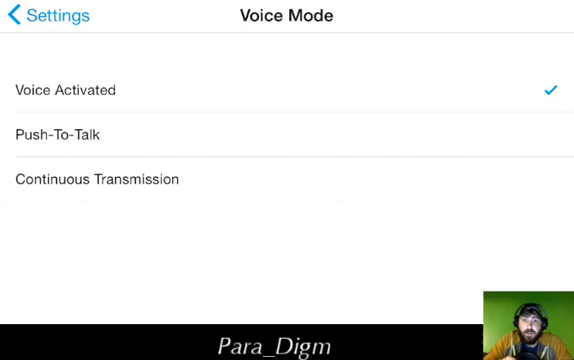 Settings
Voice Mode
Voice Activated
Push-To-Talk
Continuous Transmission
Para_Digm